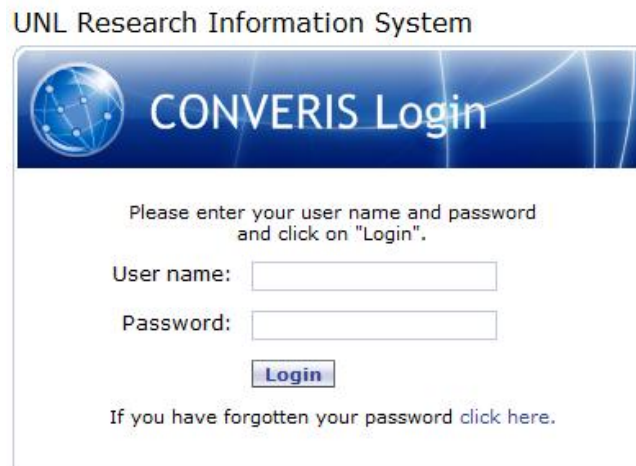 UNL Research Information System
CONVERIS Login
Please enter your user name and password
and click on "Login".
User name:
Password:
Login
If you have forgotten your password click here.